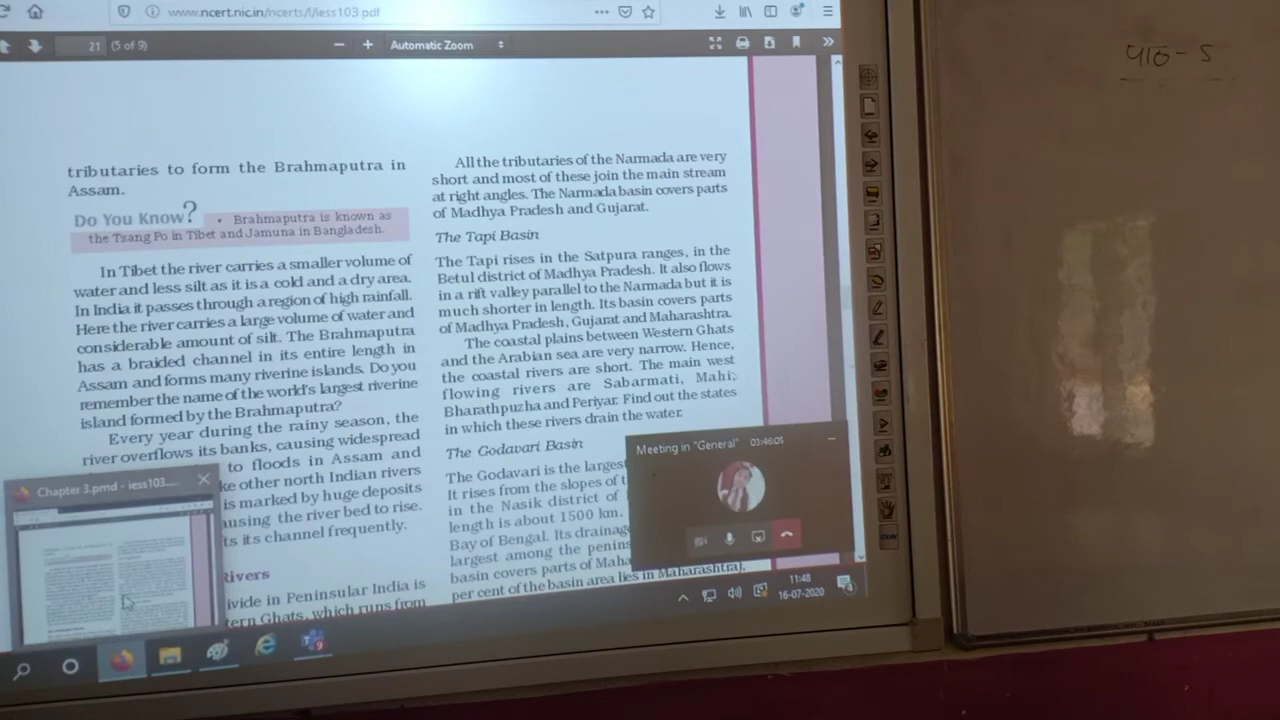 www.ncert.nic.in/ncerts/l/iess103.pdf
21 (5 of 9)
Automatic Zoom
tributaries to form the Brahmaputra in
Assam.
Do You Know? • Brahmaputra is known as
the Tsang Po in Tibet and Jamuna in Bangladesh.
In Tibet the river carries a smaller volume of
water and less silt as it is a cold and a dry area.
In India it passes through a region of high rainfall.
Here the river carries a large volume of water and
considerable amount of silt. The Brahmaputra
has a braided channel in its entire length in
Assam and forms many riverine islands. Do you
remember the name of the world's largest riverine
island formed by the Brahmaputra?
Every year during the rainy season, the
river overflows its banks, causing widespread
to floods in Assam and
ke other north Indian rivers
is marked by huge deposits
ausing the river bed to rise.
ts its channel frequently.
Rivers
ivide in Peninsular India is
tern Ghats, which runs from
All the tributaries of the Narmada are very
short and most of these join the main stream
at right angles. The Narmada basin covers parts
of Madhya Pradesh and Gujarat.
The Tapi Basin
The Tapi rises in the Satpura ranges, in the
Betul district of Madhya Pradesh. It also flows
in a rift valley parallel to the Narmada but it is
much shorter in length. Its basin covers parts
of Madhya Pradesh, Gujarat and Maharashtra.
The coastal plains between Western Ghats
and the Arabian sea are very narrow. Hence,
the coastal rivers are short. The main west
flowing rivers are Sabarmati, Mahi,
Bharathpuzha and Periyar. Find out the states
in which these rivers drain the water.
The Godavari Basin
The Godavari is the larges
It rises from the slopes of t
in the Nasik district of
length is about 1500 km.
Bay of Bengal. Its drainag
largest among the penins
basin covers parts of Maha
per cent of the basin area lies in Maharashtra),
Meeting in "General" 03:46:05
Chapter 3.pmd - iess103....
11:48
16-07-2020
9
पाठ - 5